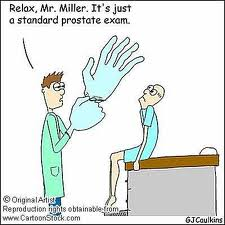 Relax, Mr. Miller. It's just
a standard prostate exam.
© Original Artist
Reproduction rights obtainable from
www.CartoonStock.com
GJCaulkins